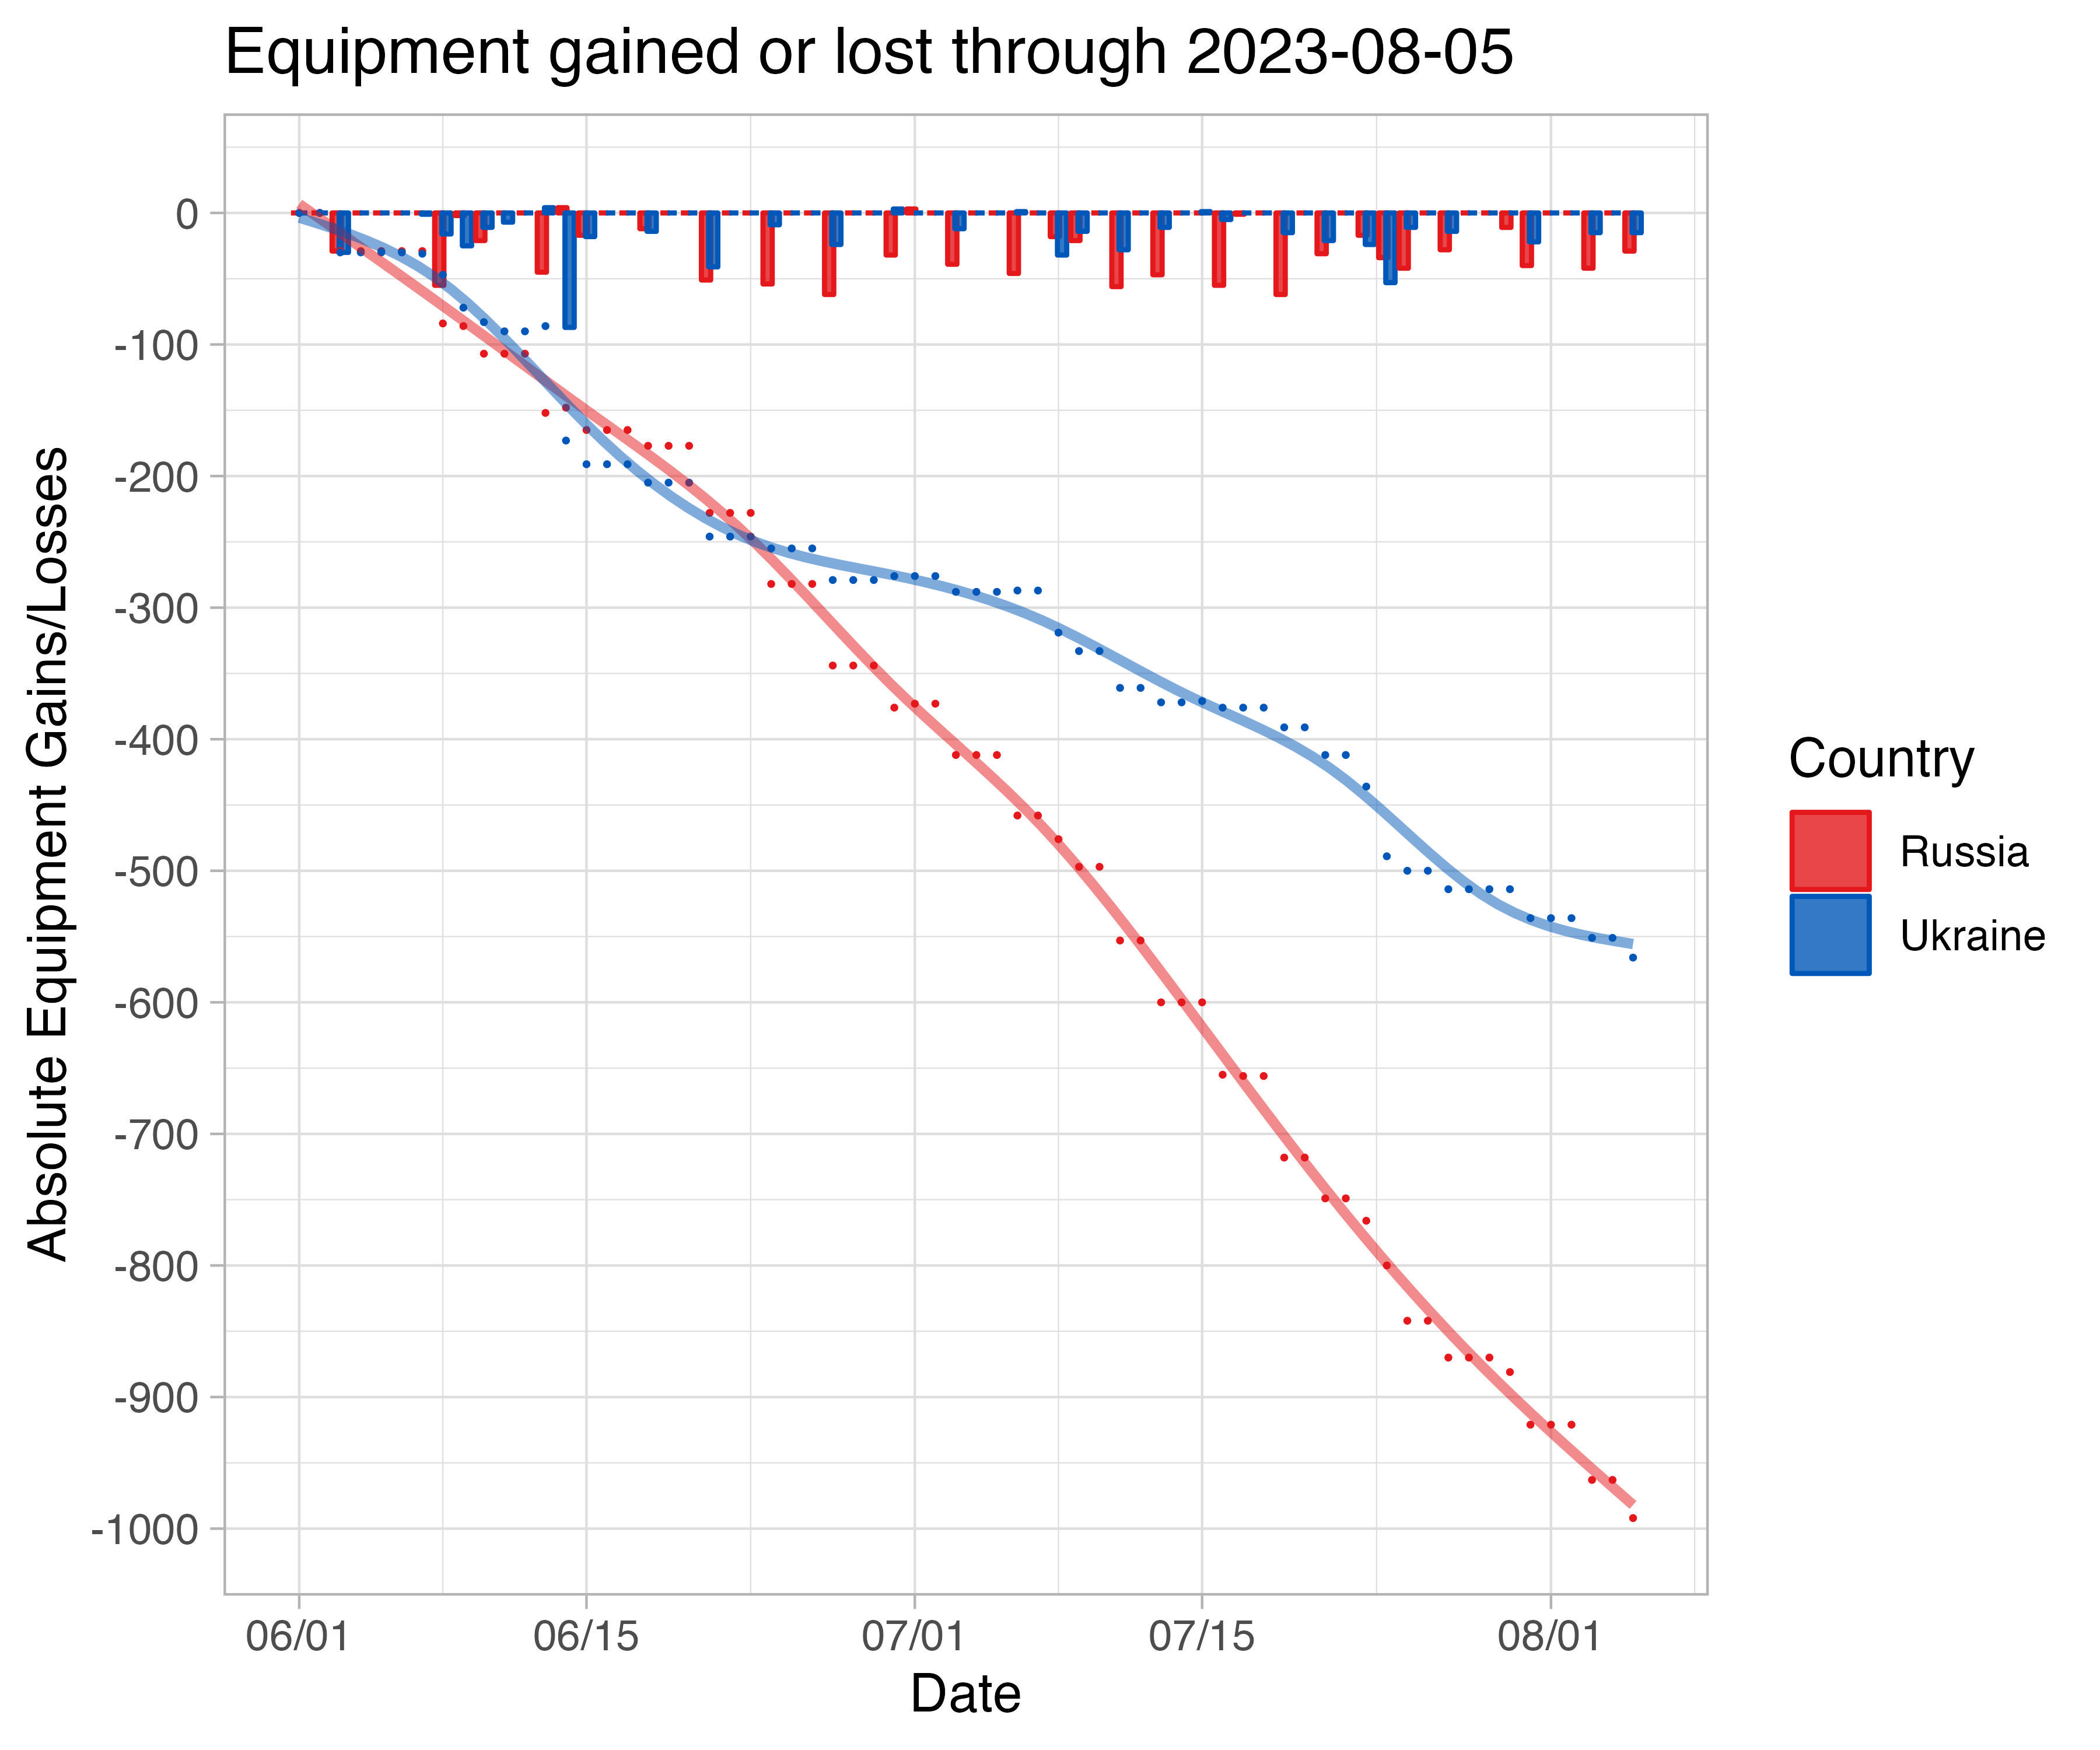 Equipment gained or lost through 2023-08-05
Absolute Equipment Gains/Losses
0
-100
-200
-300
-400
-500
-600
-700
-800
-900
-1000
06/01
06/15
07/01
07/15
08/01
Date
Country
Russia
Ukraine